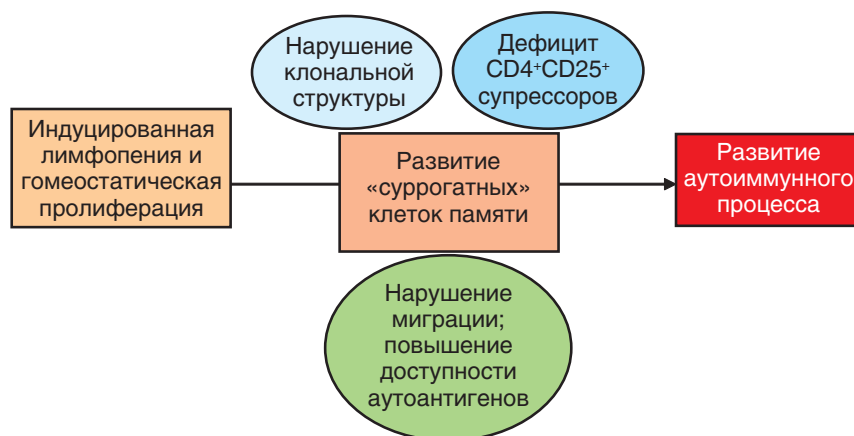 Нарушение
клональной
структуры
Дефицит
CD4⁺CD25⁺
супрессоров
Индуцированная
лимфопения и
гомеостатическая
пролиферация
Развитие
«суррогатных»
клеток памяти
Развитие
аутоиммунного
процесса
Нарушение
миграции;
повышение
доступности
аутоантигенов